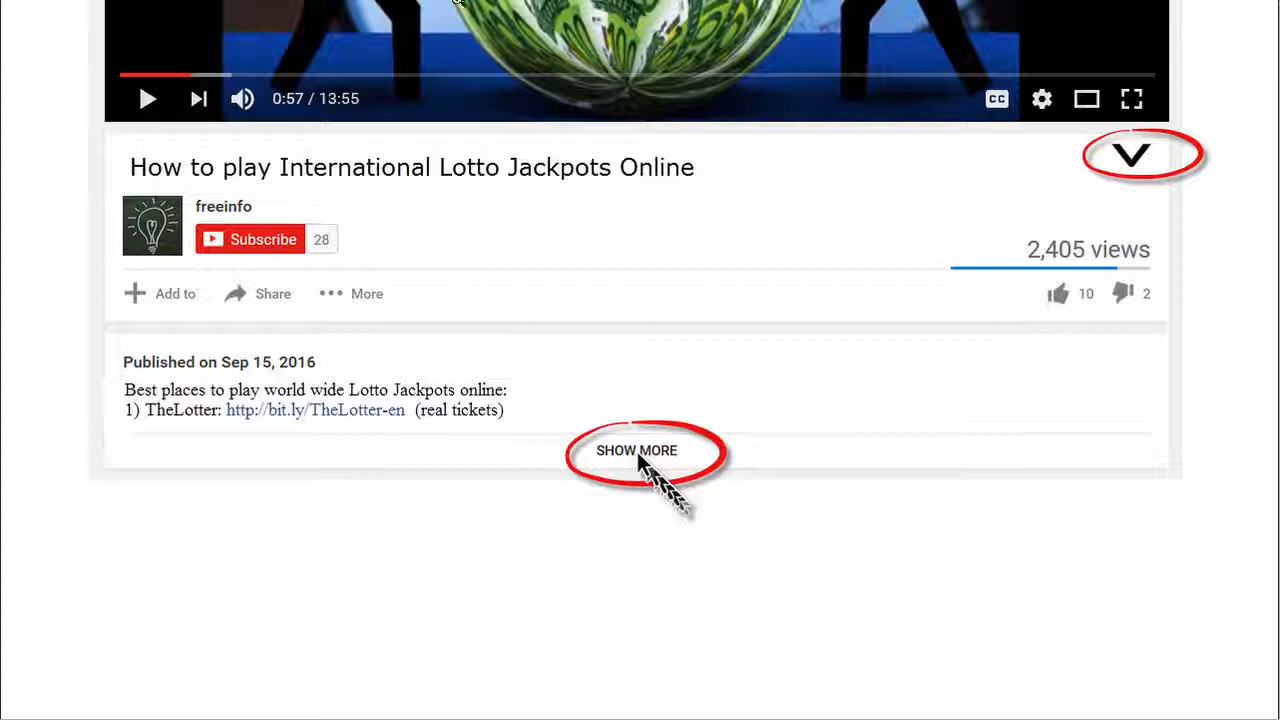 0:57 / 13:55
CC
How to play International Lotto Jackpots Online
freeinfo
Subscribe 28
2,405 views
Add to Share More 10 2
Published on Sep 15, 2016
Best places to play world wide Lotto Jackpots online:
1) TheLotter: http://bit.ly/TheLotter-en (real tickets)
SHOW MORE